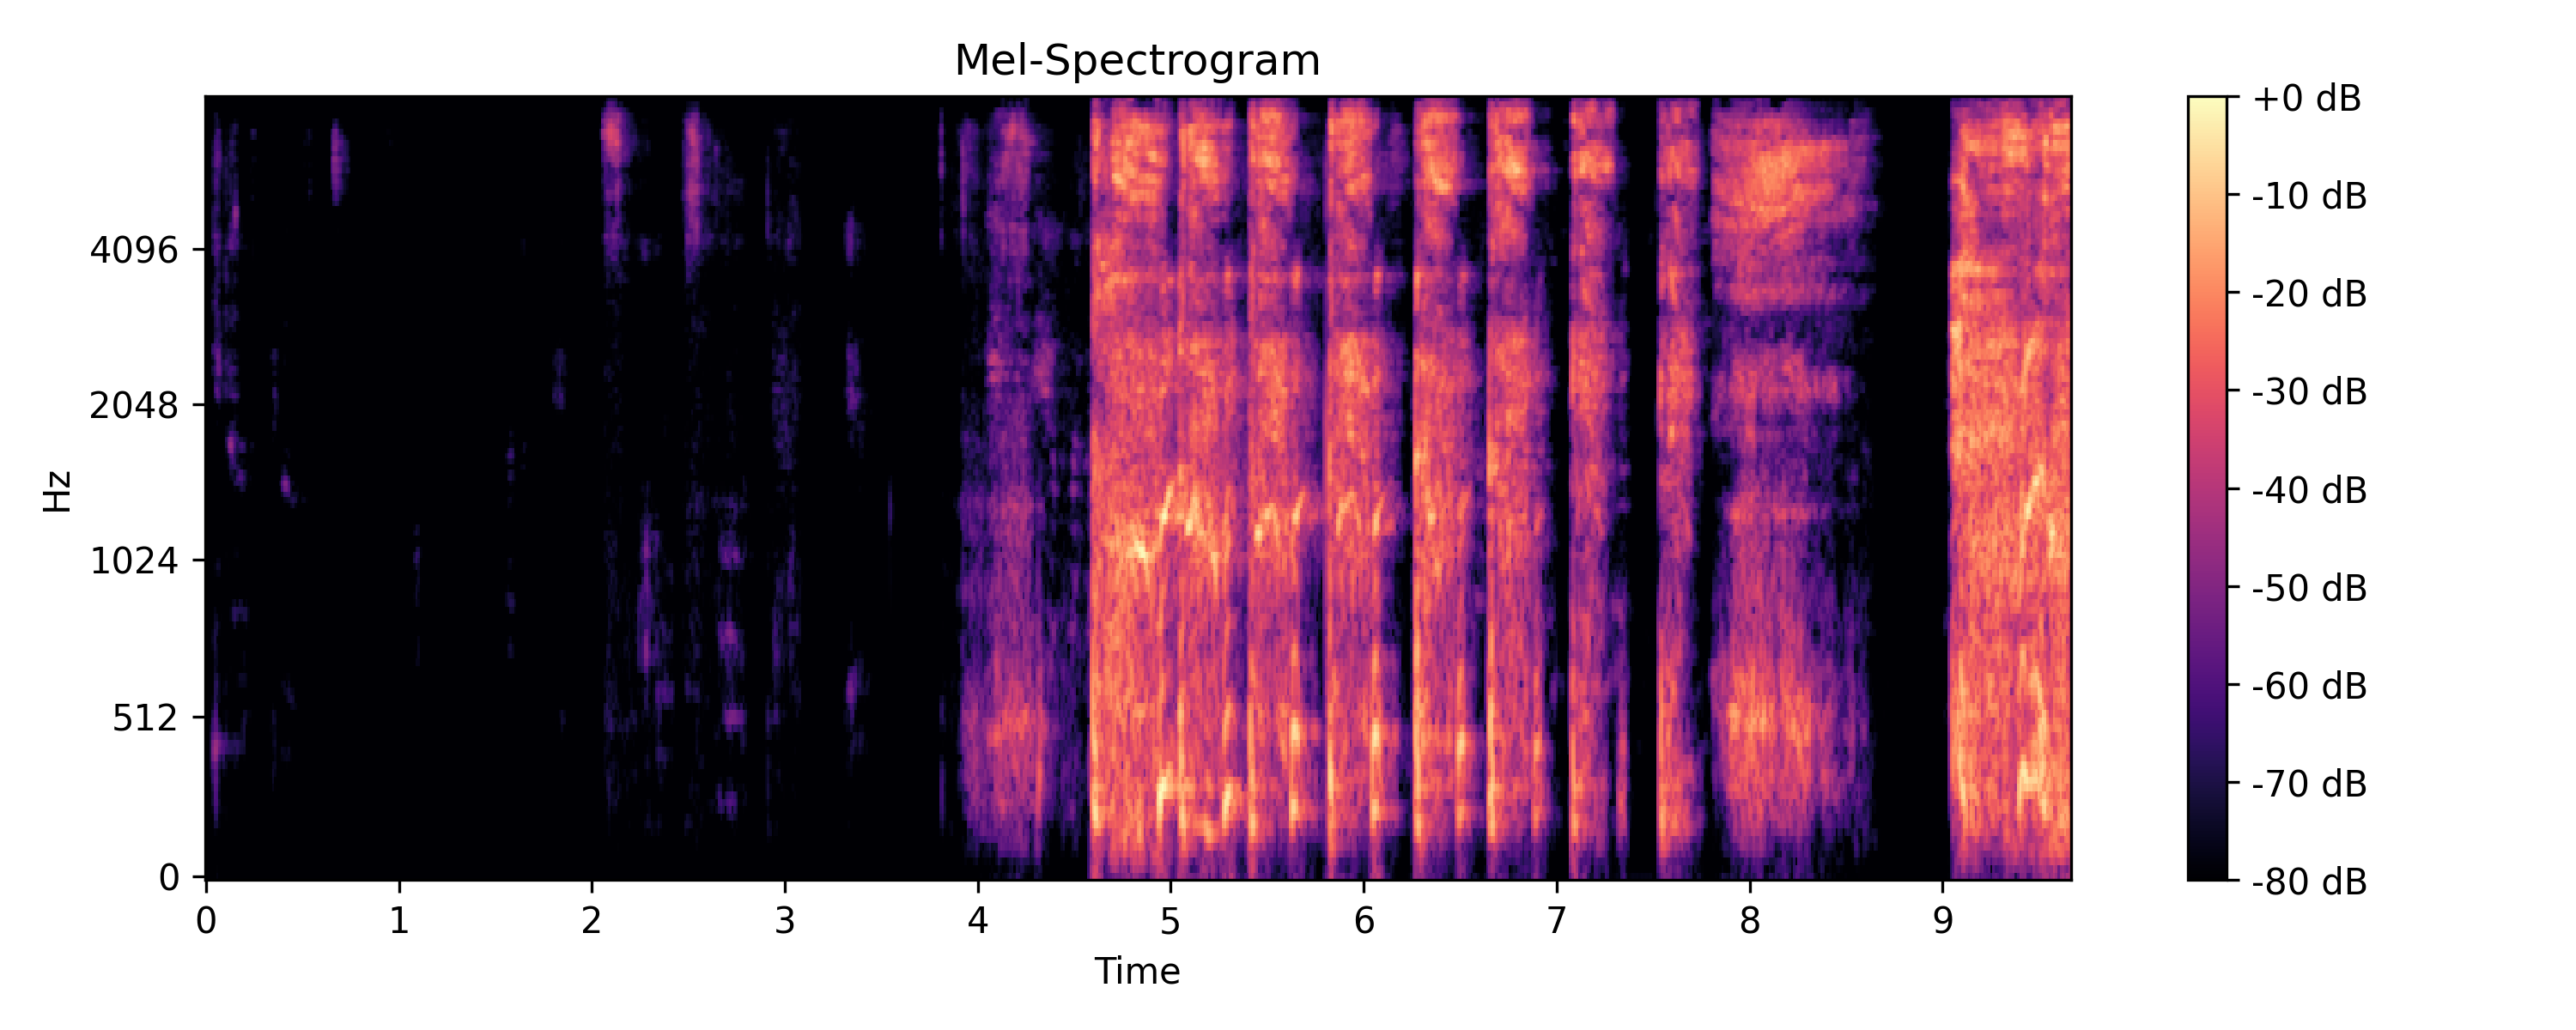 Mel-Spectrogram
+0 dB
-10 dB
-20 dB
-30 dB
-40 dB
-50 dB
-60 dB
-70 dB
-80 dB
Hz
4096
2048
1024
512
0
0 1 2 3 4 5 6 7 8 9
Time